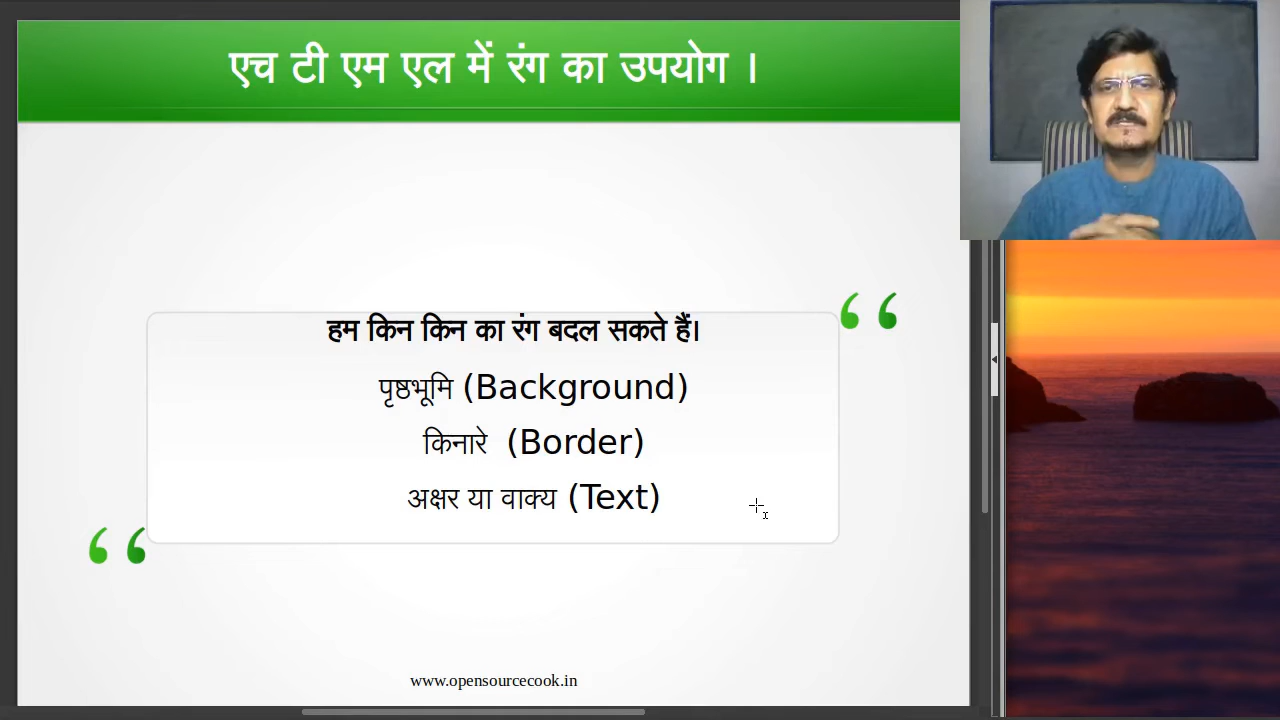 एच टी एम एल में रंग का उपयोग ।
हम किन किन का रंग बदल सकते हैं।
पृष्ठभूमि (Background)
किनारे (Border)
अक्षर या वाक्य (Text)
www.opensourcecook.in